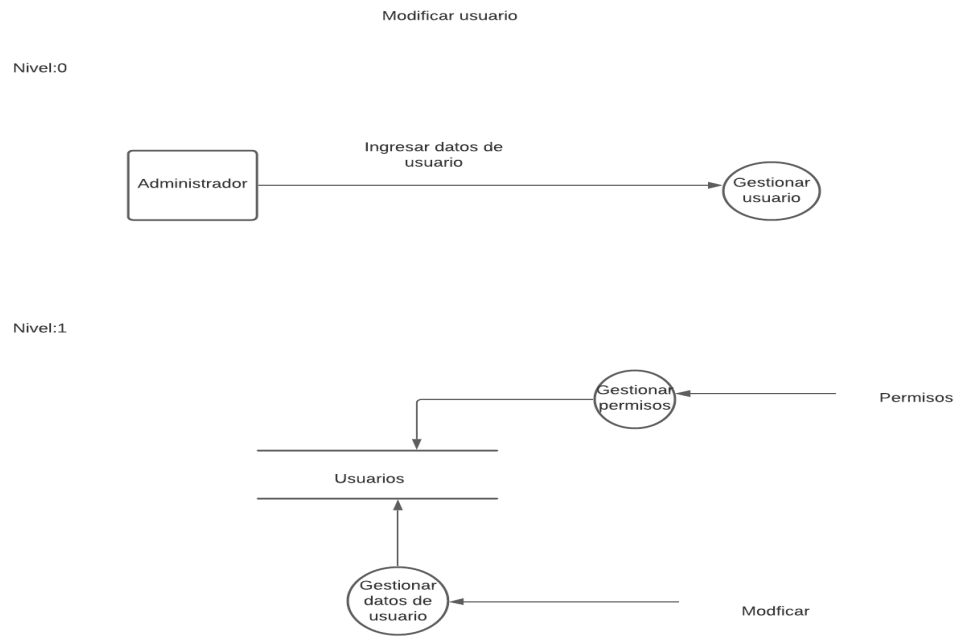 Modificar usuario
Nivel:0
Ingresar datos de
usuario
Administrador
Gestionar
usuario
Nivel:1
Gestionar
permisos
Permisos
Usuarios
Gestionar
datos de
usuario
Modficar